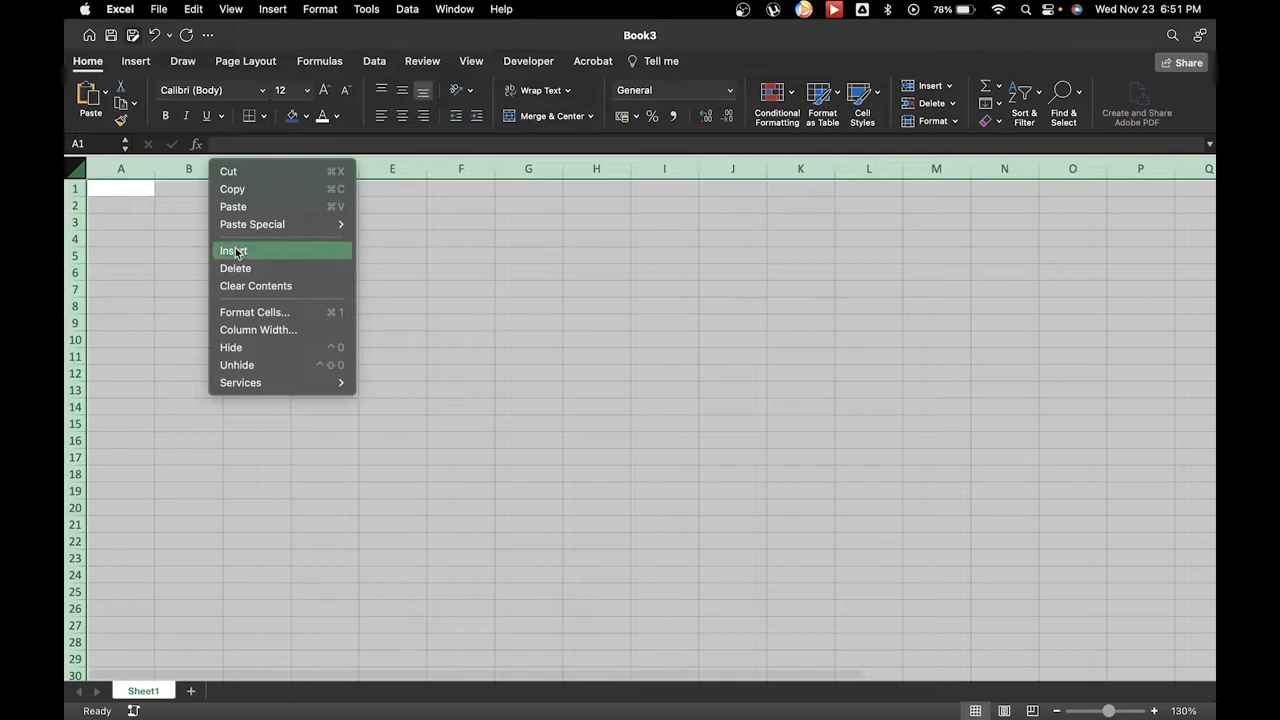 Excel File Edit View Insert Format Tools Data Window Help 78% Wed Nov 23 6:51 PM
Book3
Home Insert Draw Page Layout Formulas Data Review View Developer Acrobat Tell me Share
Paste Calibri (Body) 12 A A Wrap Text General Conditional Formatting Format as Table Cell Styles Insert Sort & Filter Find & Select Create and Share Adobe PDF
B I U A Merge & Center % Delete
Format
A1 fx
A B E F G H I J K L M N O P Q
Cut ⌘X
Copy ⌘C
Paste ⌘V
Paste Special
Insert
Delete
Clear Contents
Format Cells... ⌘1
Column Width...
Hide ^0
Unhide ^⇧0
Services
1
2
3
4
5
6
7
8
9
10
11
12
13
14
15
16
17
18
19
20
21
22
23
24
25
26
27
28
29
30
Sheet1
Ready 130%